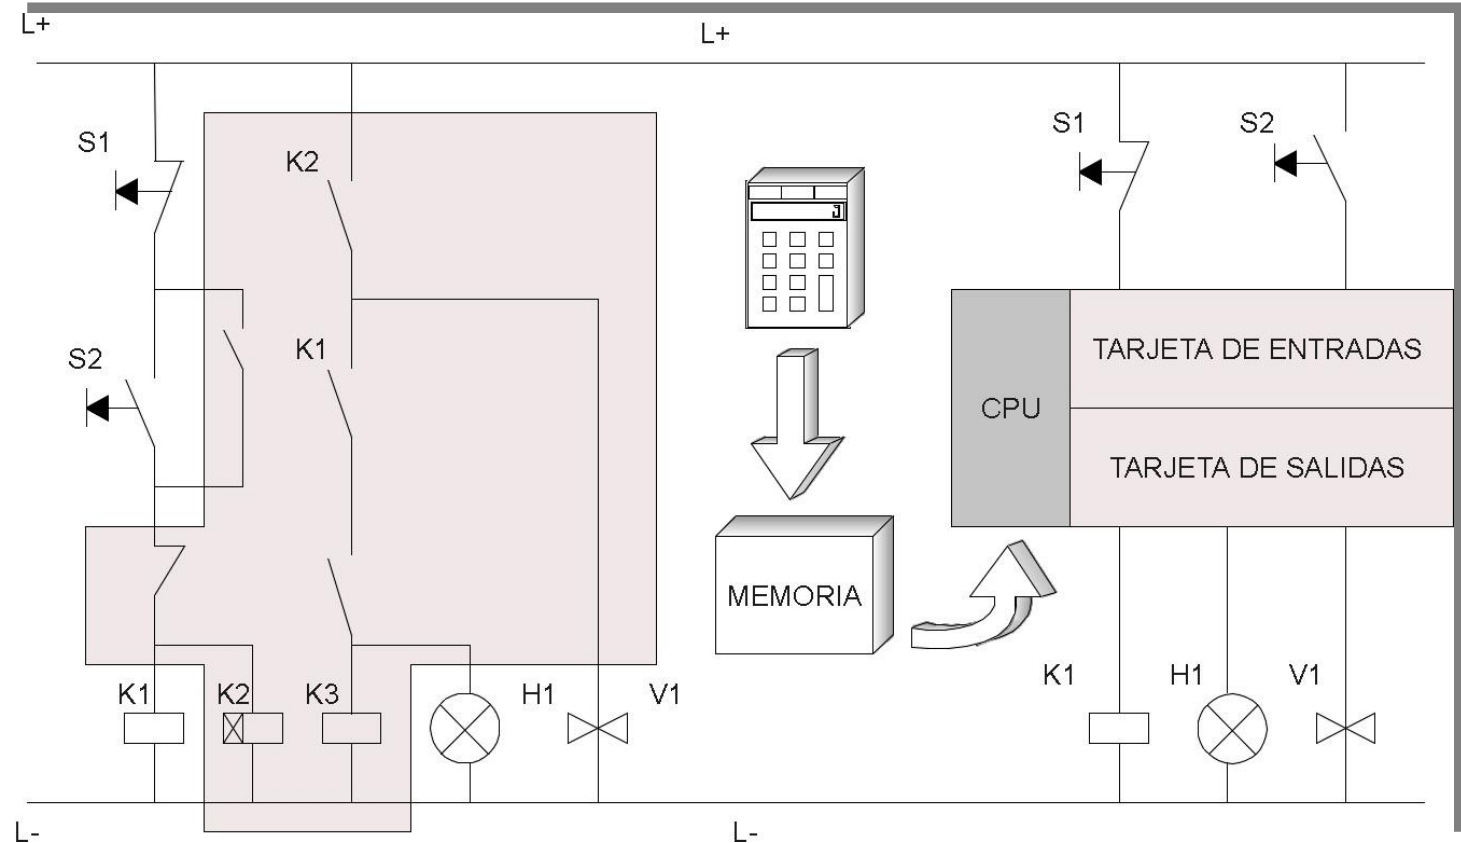 L+
L+
S1
K2
S1
S2
S2
K1
TARJETA DE ENTRADAS
CPU
TARJETA DE SALIDAS
MEMORIA
K1
K2
K3
H1
V1
K1
H1
V1
L-
L-